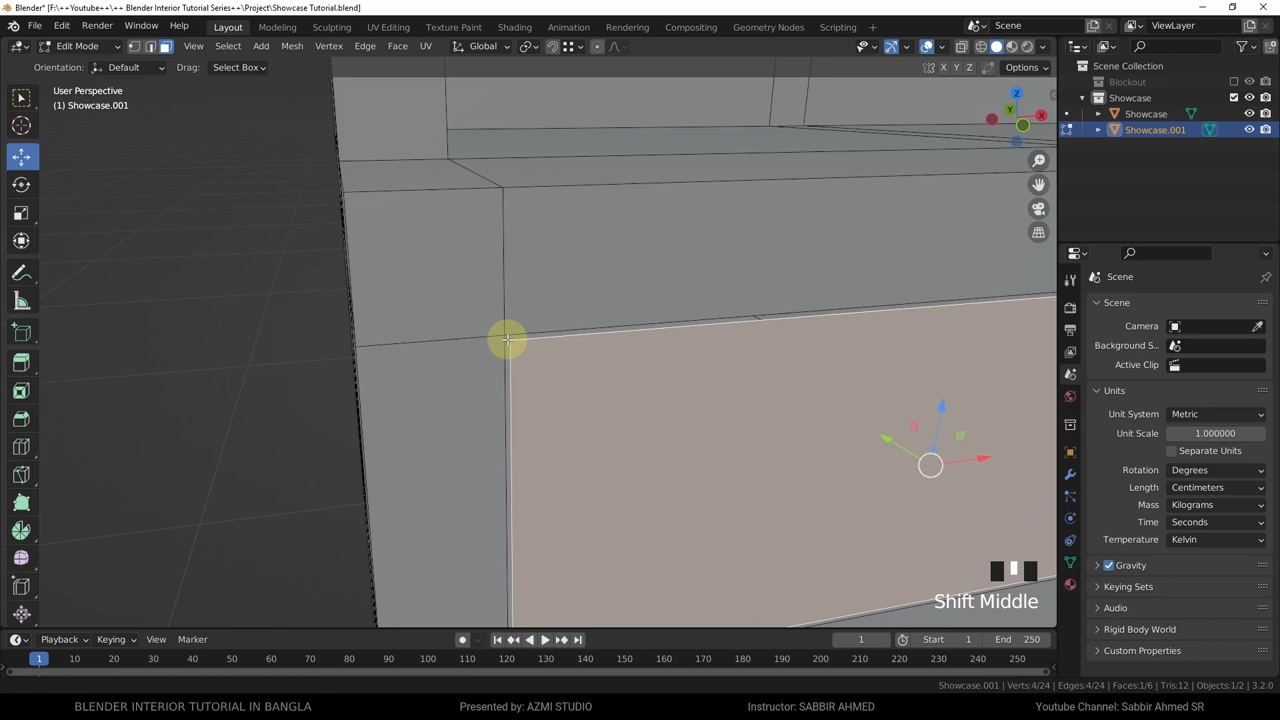 Blender* [F:\++Youtube++\++ Blender Interior Tutorial Series++\Project\Showcase Tutorial.blend]
File Edit Render Window Help Layout Modeling Sculpting UV Editing Texture Paint Shading Animation Rendering Compositing Geometry Nodes Scripting Scene ViewLayer
Edit Mode View Select Add Mesh Vertex Edge Face UV Global
Orientation: Default Drag: Select Box X Y Z Options
User Perspective
(1) Showcase.001
Z
Y
X
Scene Collection
Blockout
Showcase
Showcase
Showcase.001
Scene
Scene
Camera
Background S...
Active Clip
Units
Unit System Metric
Unit Scale 1.000000
Separate Units
Rotation Degrees
Length Centimeters
Mass Kilograms
Time Seconds
Temperature Kelvin
Gravity
Keying Sets
Audio
Rigid Body World
Custom Properties
Shift Middle
Playback Keying View Marker 1 Start 1 End 250
1 10 20 30 40 50 60 70 80 90 100 110 120 130 140 150 160 170 180 190 200 210 220 230 240 250
Showcase.001 | Verts:4/24 | Edges:4/24 | Faces:1/6 | Tris:12 | Objects:1/2 | 3.2.0
BLENDER INTERIOR TUTORIAL IN BANGLA Presented by: AZMI STUDIO Instructor: SABBIR AHMED Youtube Channel: Sabbir Ahmed SR